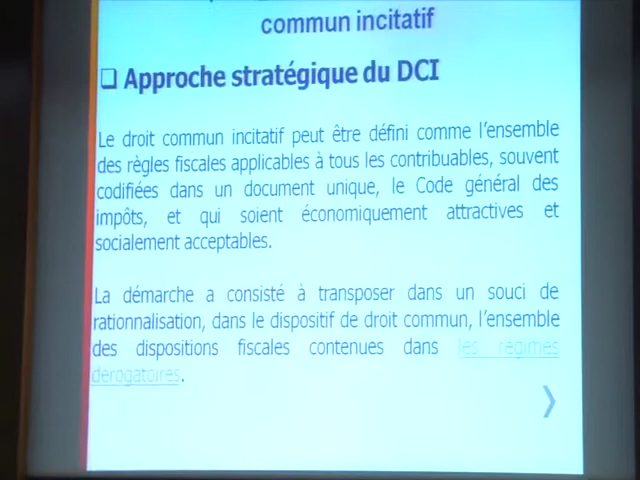 commun incitatif
❑ Approche stratégique du DCI
Le droit commun incitatif peut être défini comme l'ensemble
des règles fiscales applicables à tous les contribuables, souvent
codifiées dans un document unique, le Code général des
impôts, et qui soient économiquement attractives et
socialement acceptables.
La démarche a consisté à transposer dans un souci de
rationnalisation, dans le dispositif de droit commun, l'ensemble
des dispositions fiscales contenues dans les régimes
dérogatoires.